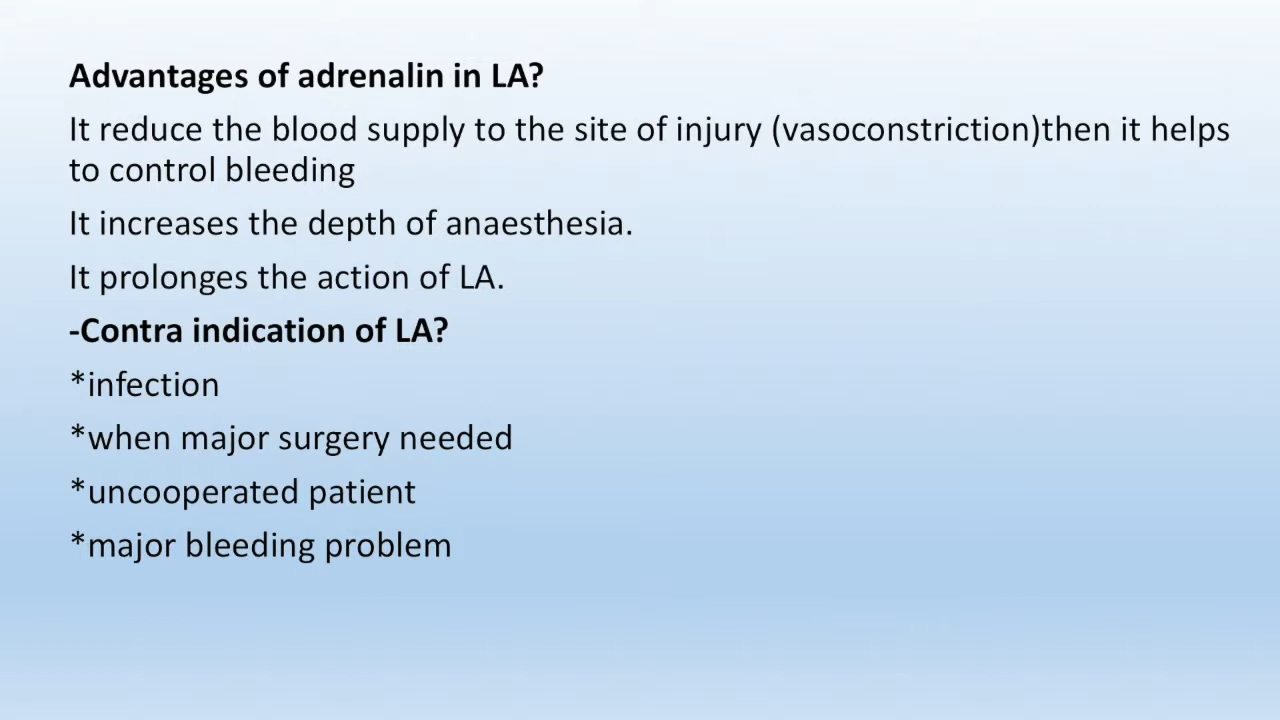 Advantages of adrenalin in LA?
It reduce the blood supply to the site of injury (vasoconstriction)then it helps
to control bleeding
It increases the depth of anaesthesia.
It prolonges the action of LA.
-Contra indication of LA?
*infection
*when major surgery needed
*uncooperated patient
*major bleeding problem